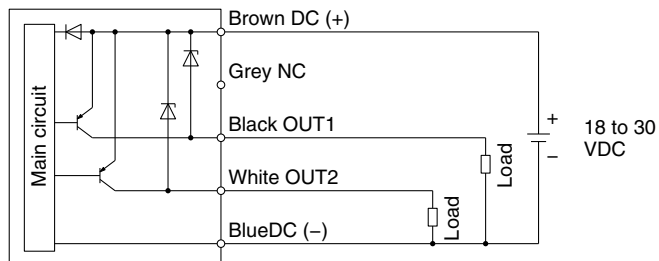 Brown DC (+)
Grey NC
Main circuit
Black OUT1
White OUT2
BlueDC (−)
Load
Load
+
−
18 to 30
VDC